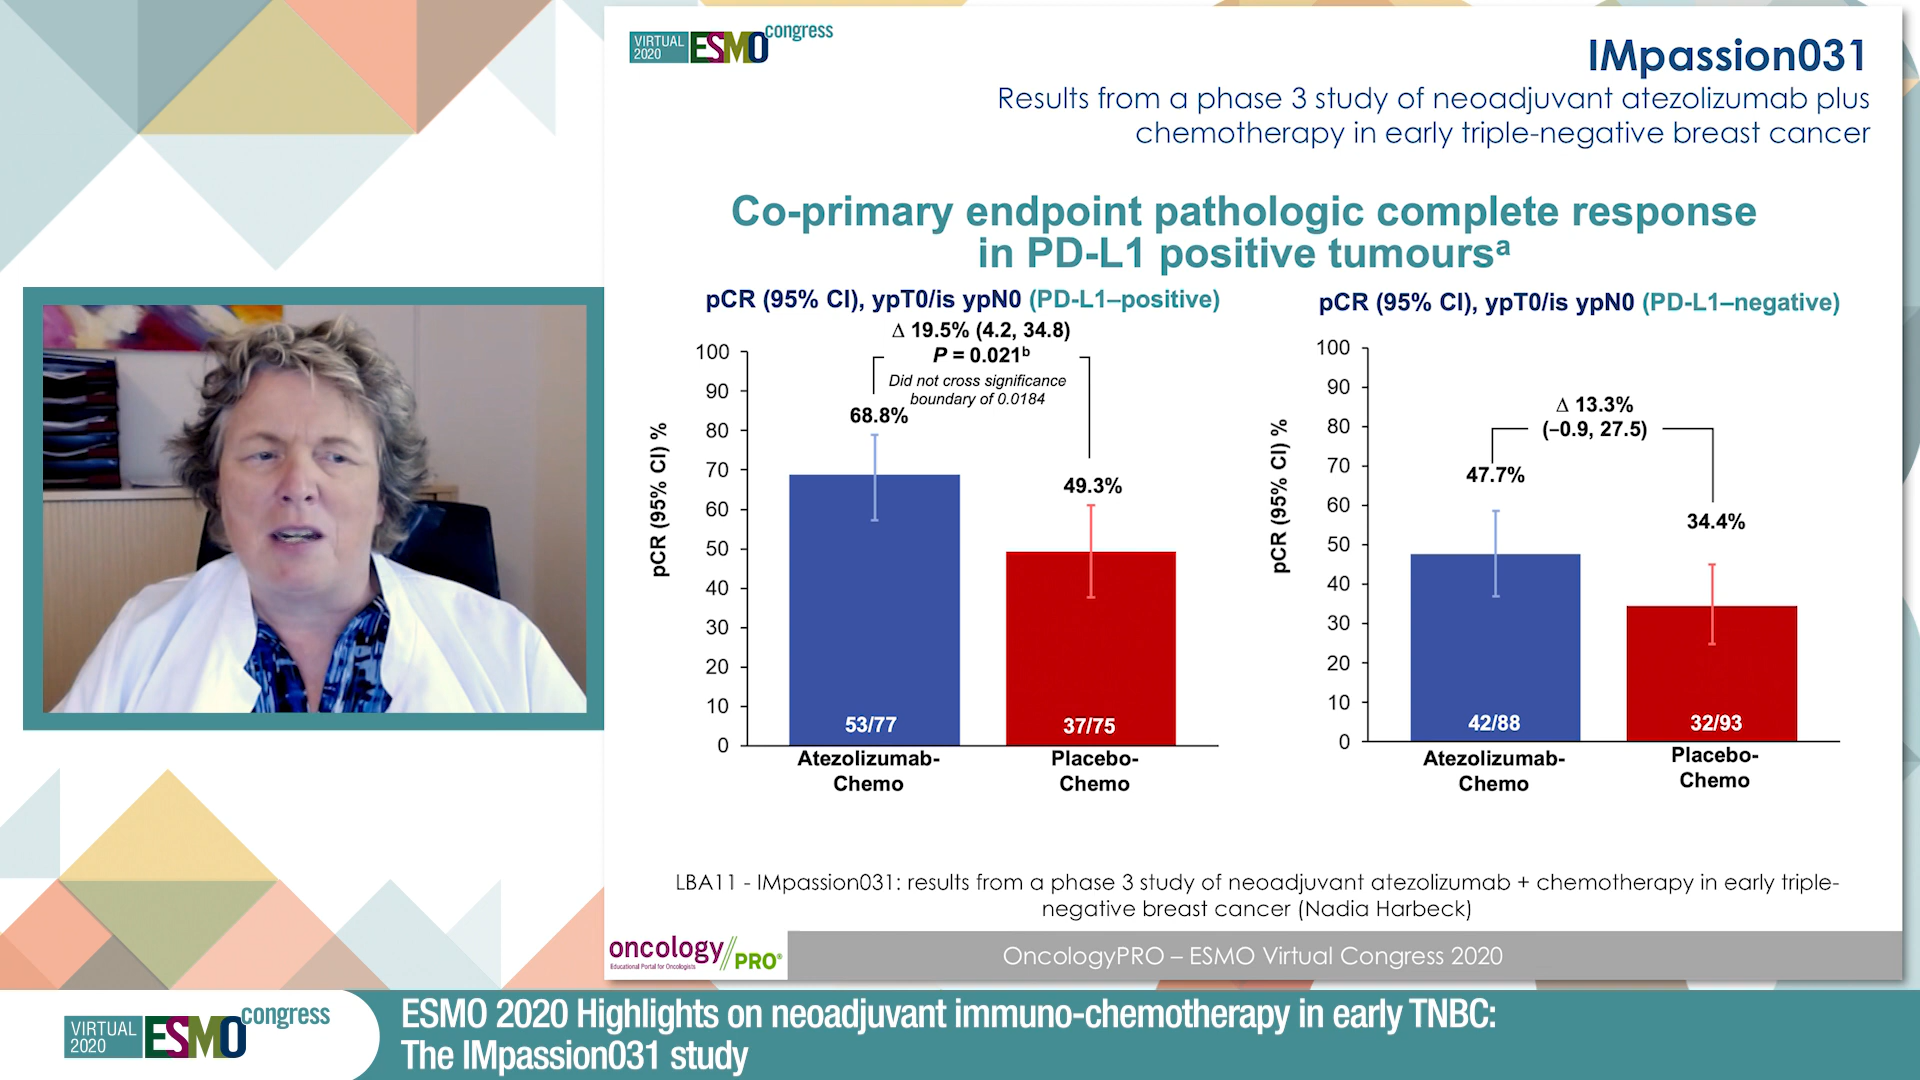 VIRTUAL
2020
ESMO
congress
IMpassion031
Results from a phase 3 study of neoadjuvant atezolizumab plus
chemotherapy in early triple-negative breast cancer
Co-primary endpoint pathologic complete response
in PD-L1 positive tumoursᵃ
pCR (95% CI), ypT0/is ypN0 (PD-L1–positive)
Δ 19.5% (4.2, 34.8)
P = 0.021ᵇ
Did not cross significance
boundary of 0.0184
pCR (95% CI) %
100
90
80
70
60
50
40
30
20
10
0
68.8%
49.3%
53/77
37/75
Atezolizumab-
Chemo
Placebo-
Chemo
pCR (95% CI), ypT0/is ypN0 (PD-L1–negative)
Δ 13.3%
(–0.9, 27.5)
pCR (95% CI) %
100
90
80
70
60
50
40
30
20
10
0
47.7%
34.4%
42/88
32/93
Atezolizumab-
Chemo
Placebo-
Chemo
LBA11 - IMpassion031: results from a phase 3 study of neoadjuvant atezolizumab + chemotherapy in early triple-
negative breast cancer (Nadia Harbeck)
oncology//PRO®
Educational Portal for Oncologists
OncologyPRO – ESMO Virtual Congress 2020
VIRTUAL
2020
ESMO
congress
ESMO 2020 Highlights on neoadjuvant immuno-chemotherapy in early TNBC:
The IMpassion031 study